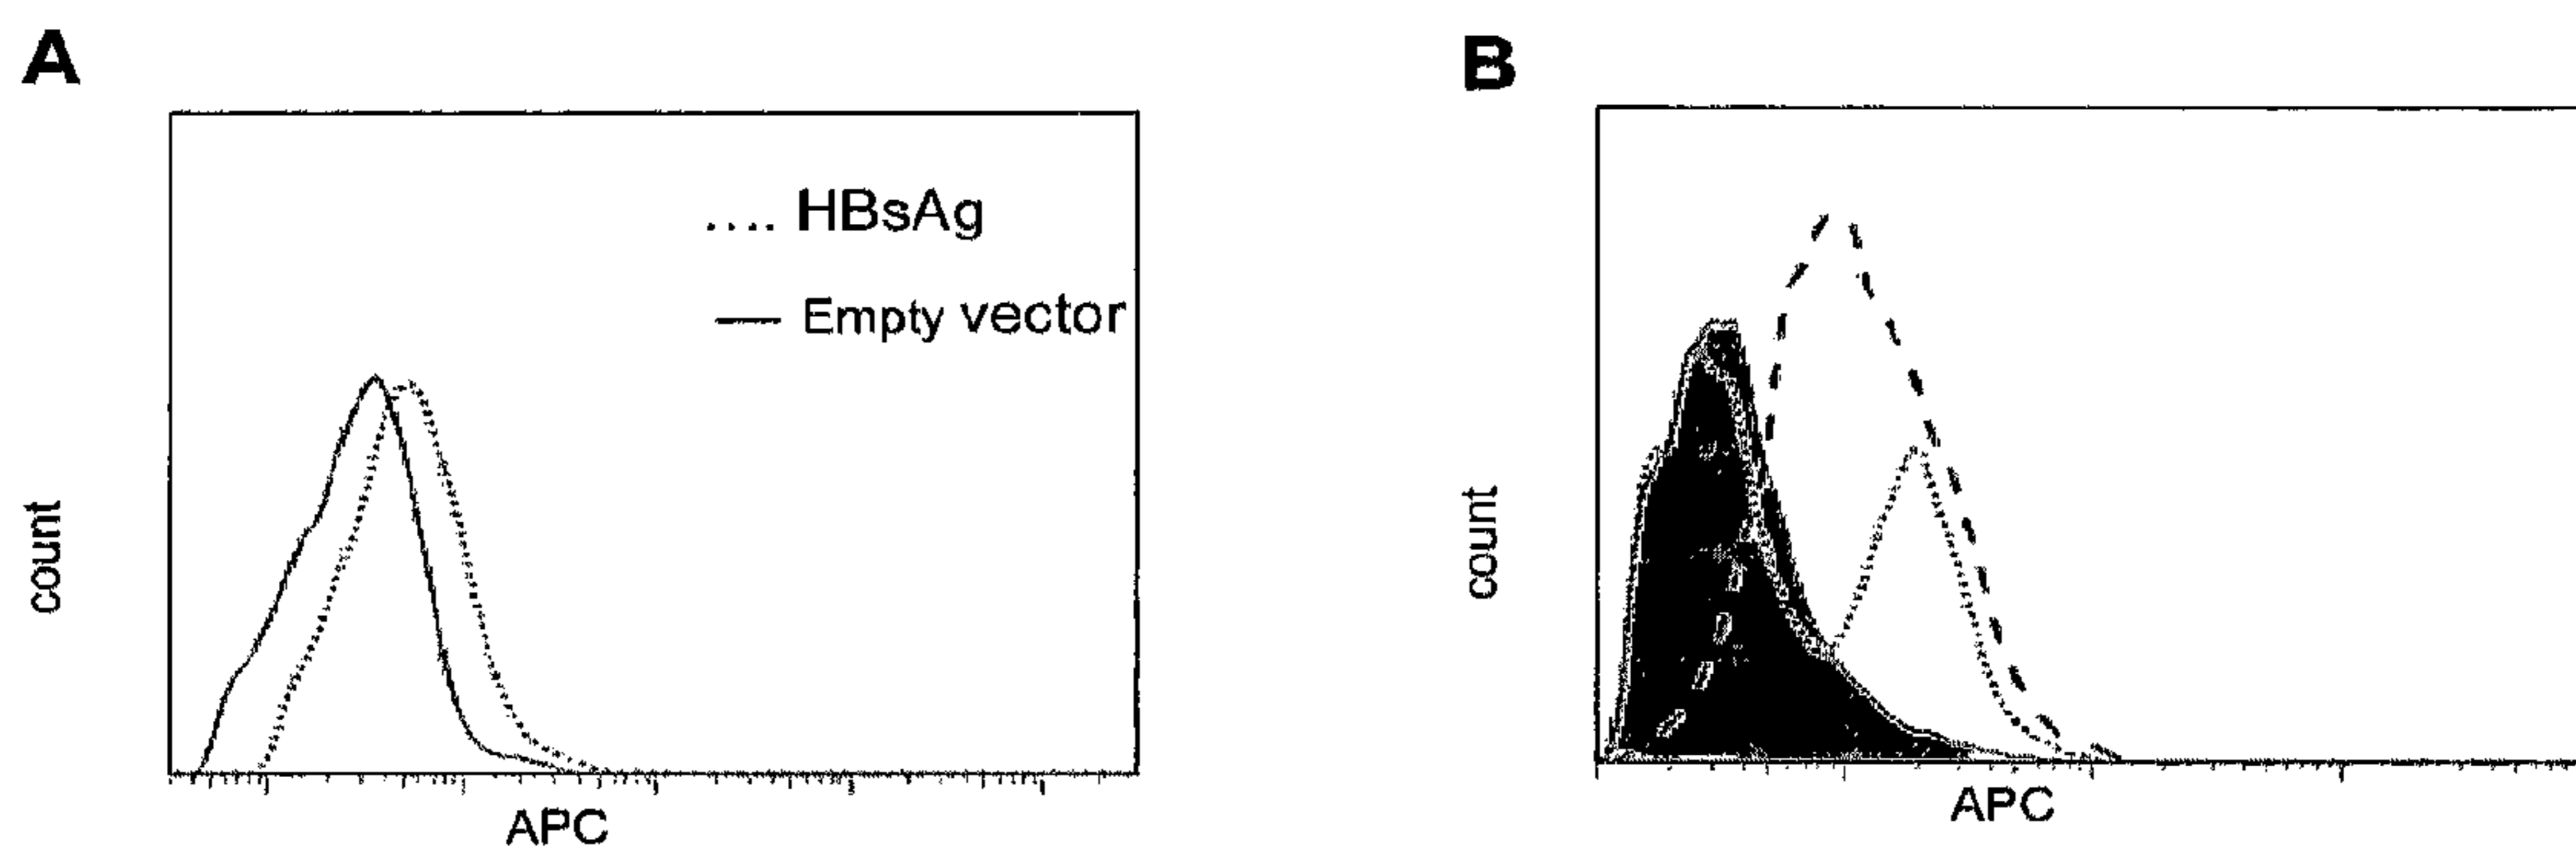 A
.... HBsAg
— Empty vector
count
APC
B
count
APC